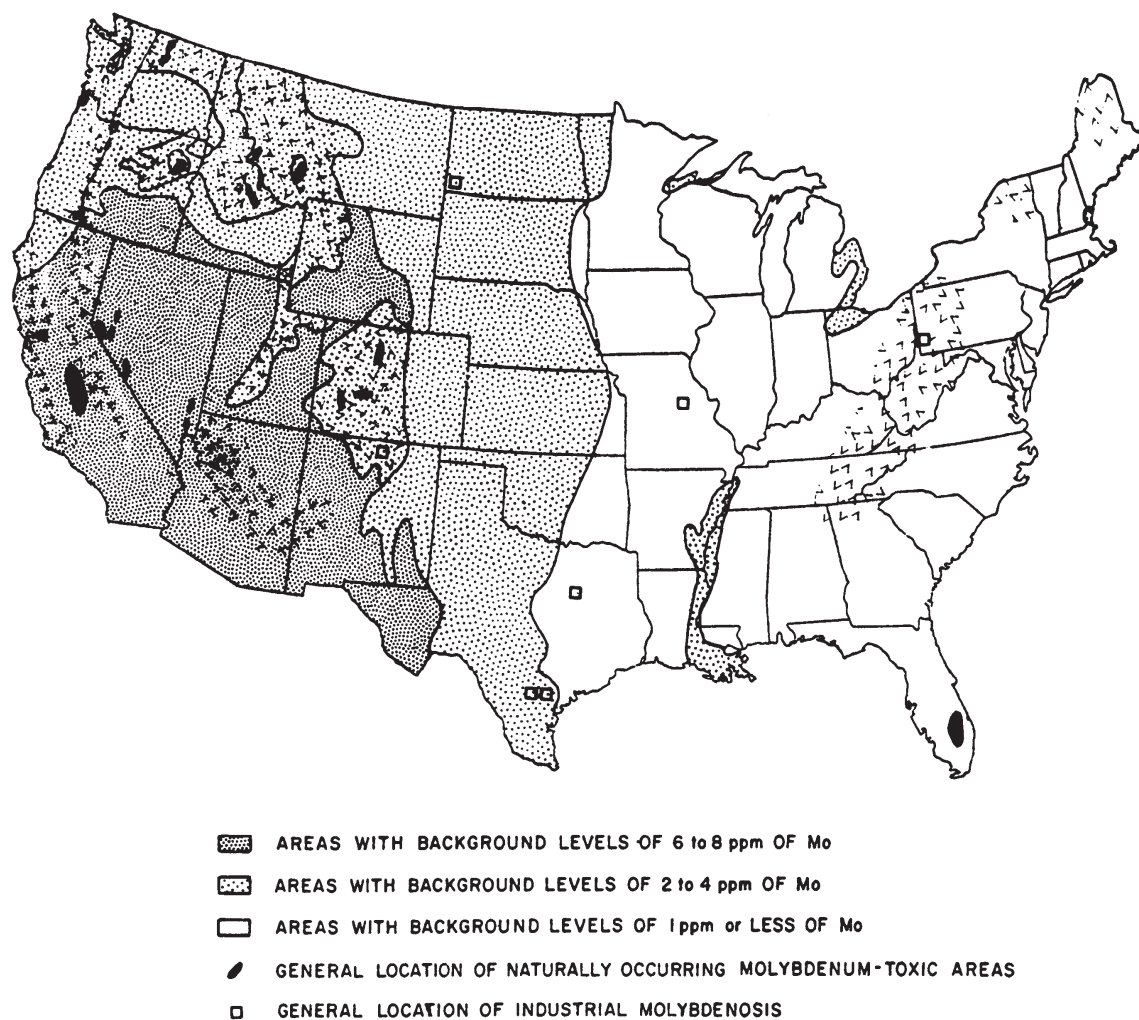 AREAS WITH BACKGROUND LEVELS OF 6 to 8 ppm OF Mo
AREAS WITH BACKGROUND LEVELS OF 2 to 4 ppm OF Mo
AREAS WITH BACKGROUND LEVELS OF 1 ppm or LESS OF Mo
GENERAL LOCATION OF NATURALLY OCCURRING MOLYBDENUM-TOXIC AREAS
GENERAL LOCATION OF INDUSTRIAL MOLYBDENOSIS